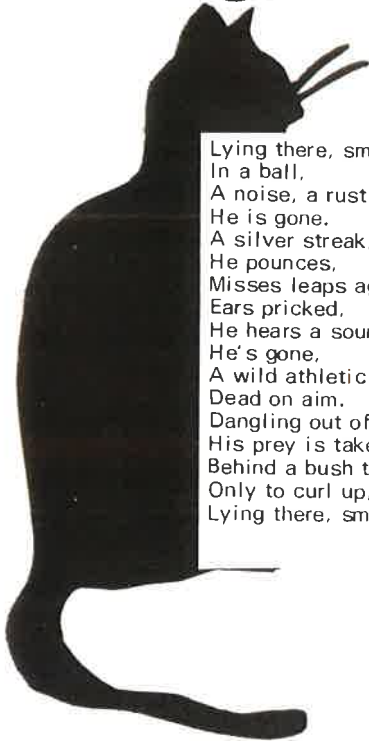 Lying there, sm
In a ball,
A noise, a rust
He is gone.
A silver streak,
He pounces,
Misses leaps ag
Ears pricked,
He hears a sour
He's gone,
A wild athletic
Dead on aim.
Dangling out of
His prey is take
Behind a bush t
Only to curl up,
Lying there, sm